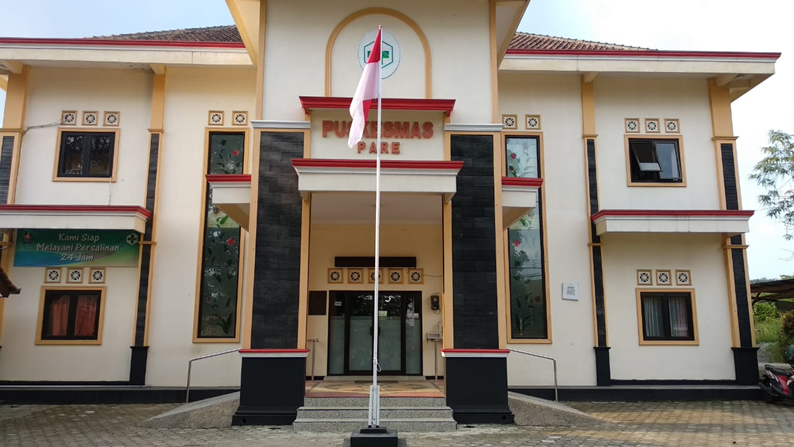 PUSKESMAS
PARE
Kami Siap
Melayani Persalinan
24 Jam